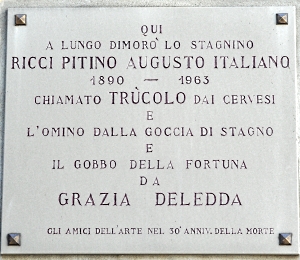 QUI
A LUNGO DIMORÒ LO STAGNINO
RICCI PITINO AUGUSTO ITALIANO
1890 — 1963
CHIAMATO TRÙCOLO DAI CERVESI
E
L'OMINO DALLA GOCCIA DI STAGNO
E
IL GOBBO DELLA FORTUNA
DA
GRAZIA DELEDDA
GLI AMICI DELL'ARTE NEL 30° ANNIV. DELLA MORTE